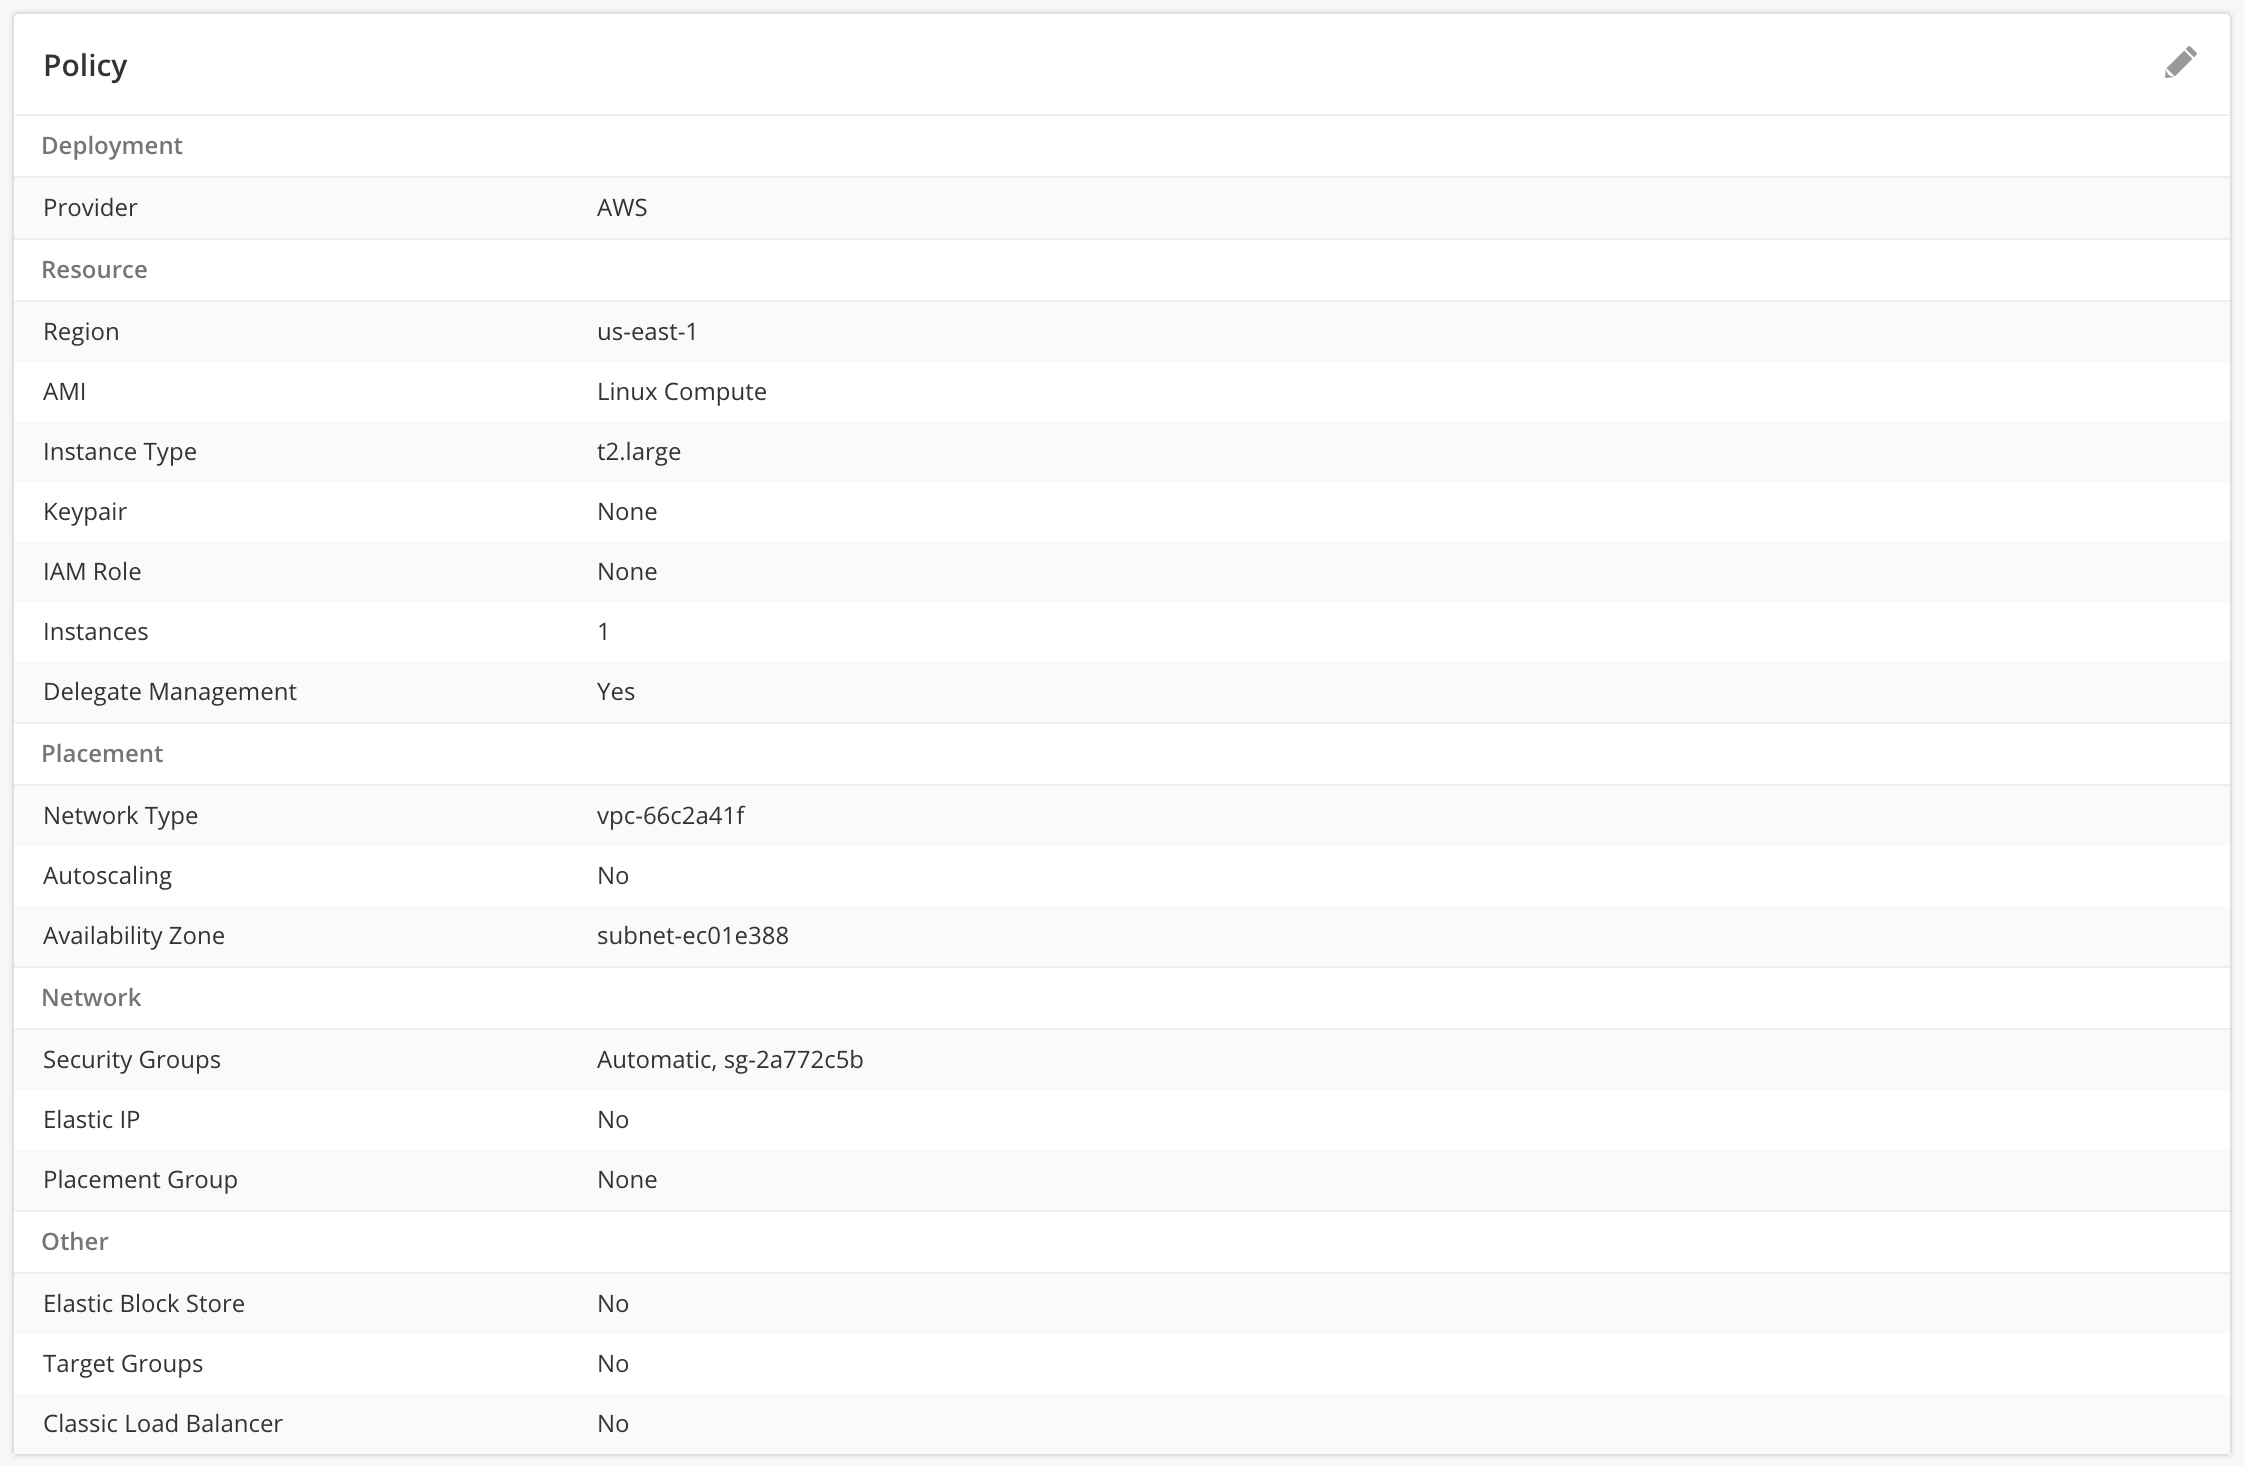 Policy
Deployment
Provider AWS
Resource
Region us-east-1
AMI Linux Compute
Instance Type t2.large
Keypair None
IAM Role None
Instances 1
Delegate Management Yes
Placement
Network Type vpc-66c2a41f
Autoscaling No
Availability Zone subnet-ec01e388
Network
Security Groups Automatic, sg-2a772c5b
Elastic IP No
Placement Group None
Other
Elastic Block Store No
Target Groups No
Classic Load Balancer No